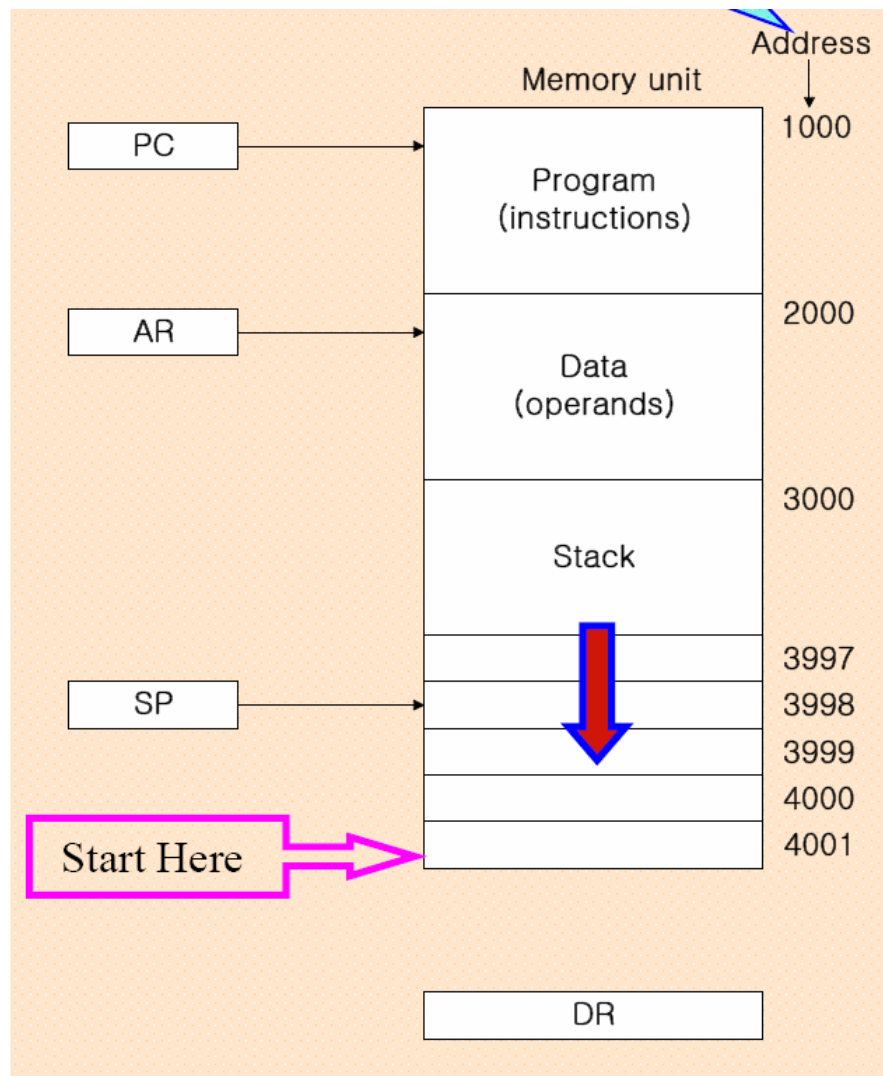 Address
Memory unit
1000
PC
Program
(instructions)
2000
AR
Data
(operands)
3000
Stack
3997
SP
3998
3999
4000
4001
Start Here
DR